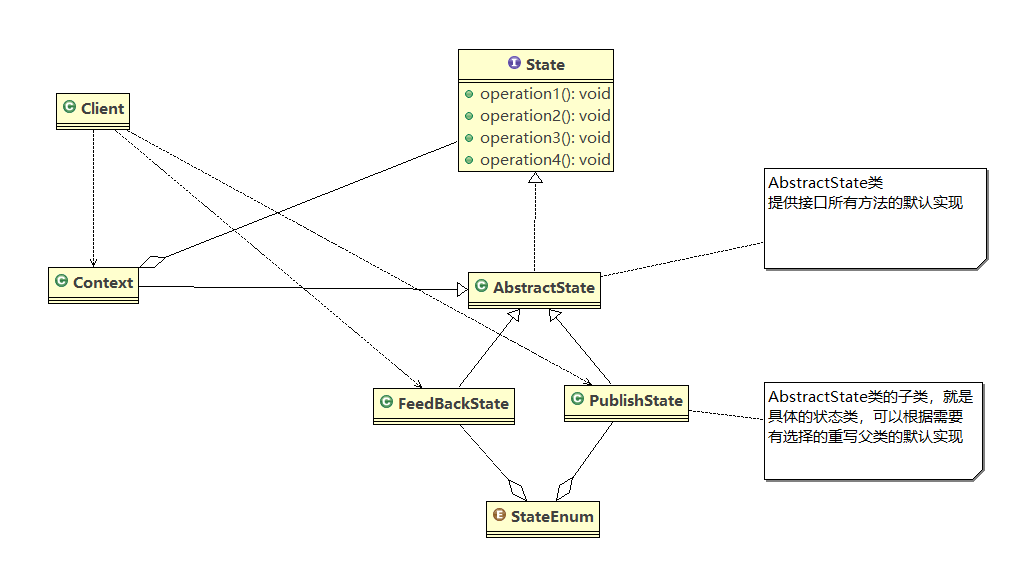 State
operation1(): void
operation2(): void
operation3(): void
operation4(): void
Client
AbstractState类
提供接口所有方法的默认实现
Context
AbstractState
FeedBackState
PublishState
AbstractState类的子类，就是
具体的状态类，可以根据需要
有选择的重写父类的默认实现
StateEnum